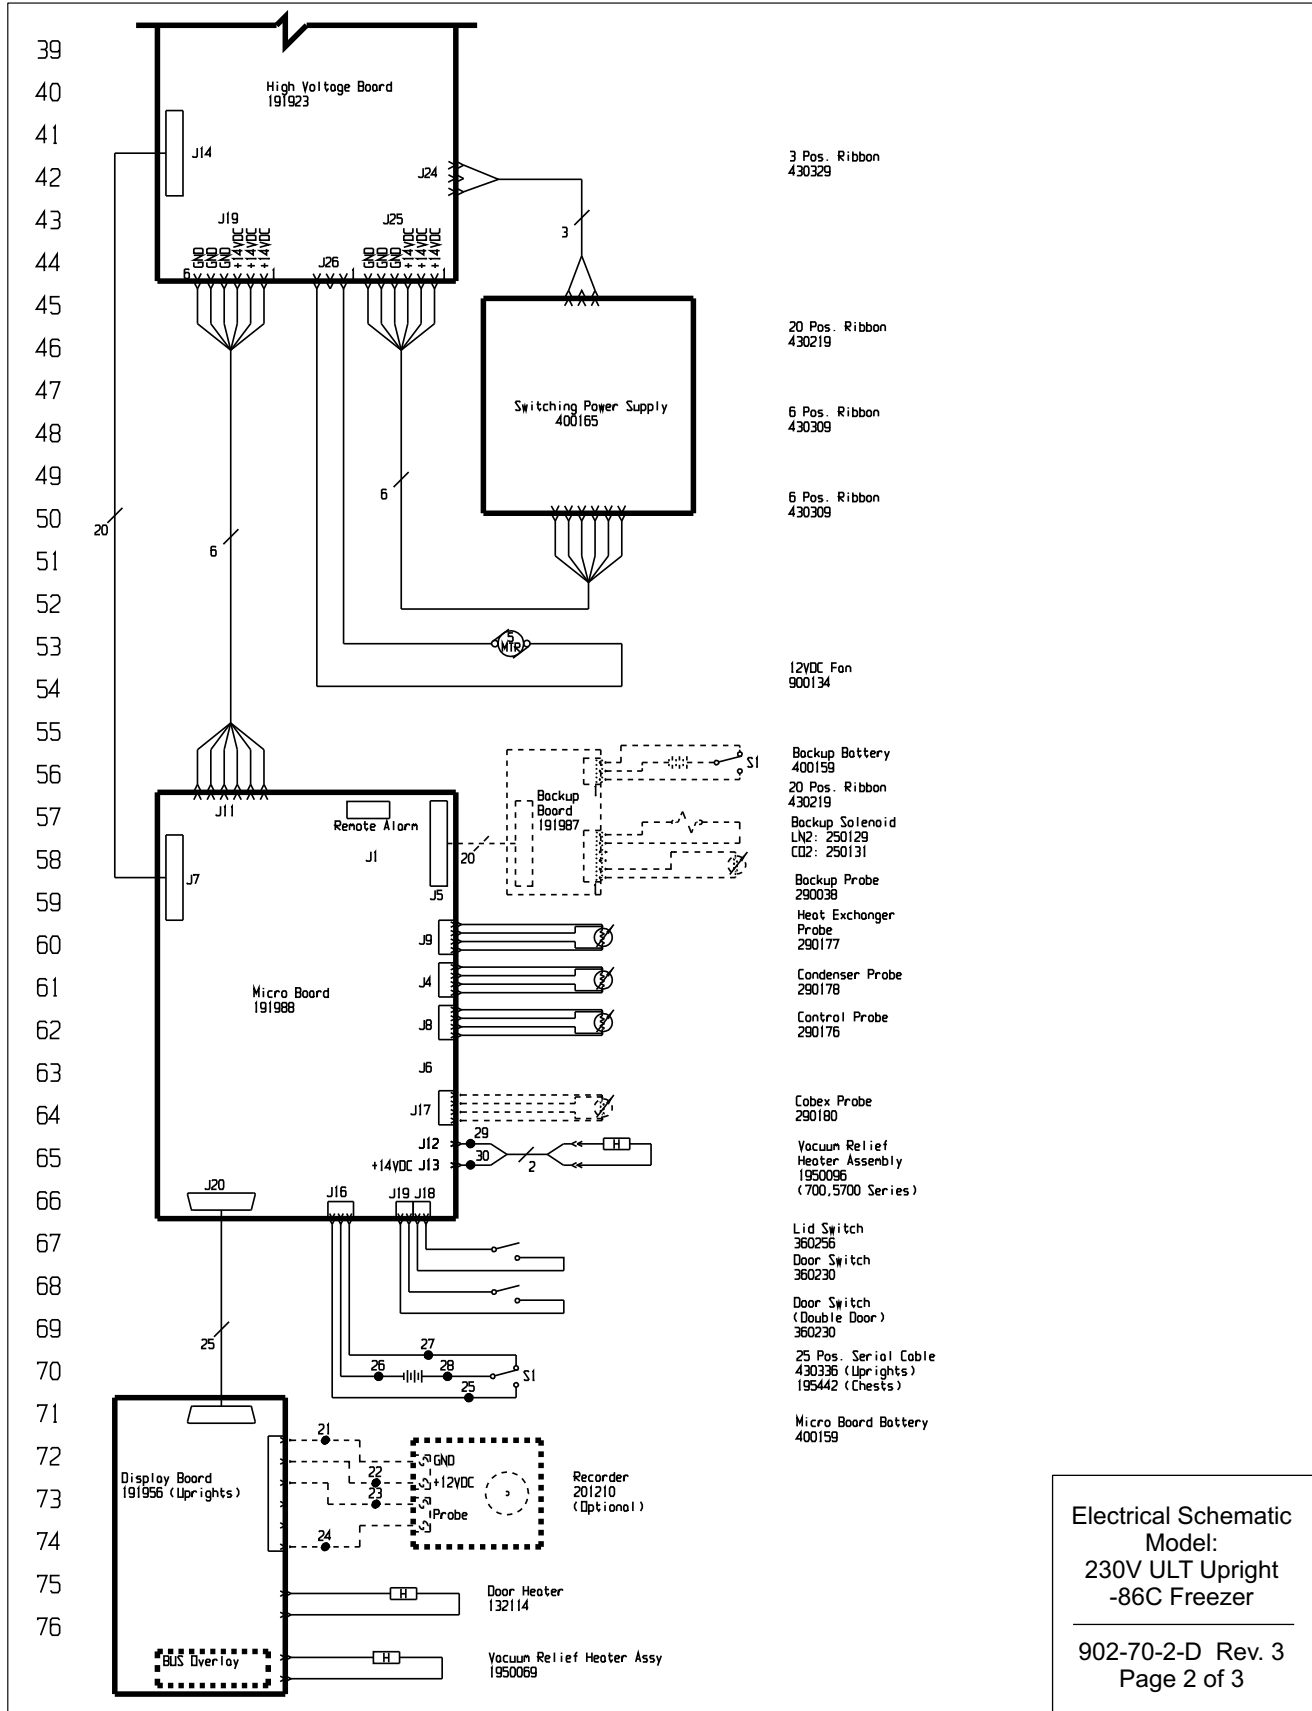 39
40
41
42
43
44
45
46
47
48
49
50
51
52
53
54
55
56
57
58
59
60
61
62
63
64
65
66
67
68
69
70
71
72
73
74
75
76
High Voltage Board
191923
J14
J24
J19
GND
GND
GND
+14VDC
+14VDC
+14VDC
6
1
J26
1
J25
GND
GND
GND
+14VDC
+14VDC
+14VDC
1
3
3 Pos. Ribbon
430329
Switching Power Supply
400165
20 Pos. Ribbon
430219
6 Pos. Ribbon
430309
6 Pos. Ribbon
430309
20
6
6
5
MTR
12VDC Fan
900134
Backup
Board
191987
S1
Backup Battery
400159
20 Pos. Ribbon
430219
Backup Solenoid
LN2: 250129
CO2: 250131
Backup Probe
290038
J11
Remote Alarm
J1
J5
20
J7
J9
Heat Exchanger
Probe
290177
J4
Condenser Probe
290178
Micro Board
191988
J8
Control Probe
290176
J6
J17
Cobex Probe
290180
J12
29
+14VDC J13
30
2
H
Vacuum Relief
Heater Assembly
1950096
(700,5700 Series)
J20
J16
J19
J18
Lid Switch
360256
Door Switch
360230
Door Switch
(Double Door)
360230
25
27
26
28
25
S1
25 Pos. Serial Cable
430336 (Uprights)
195442 (Chests)
Micro Board Battery
400159
Display Board
191956 (Uprights)
21
22
23
24
GND
+12VDC
Probe
Recorder
201210
(Optional)
H
Door Heater
132114
BUS Overlay
H
Vacuum Relief Heater Assy
1950069
Electrical Schematic
Model:
230V ULT Upright
-86C Freezer
902-70-2-D Rev. 3
Page 2 of 3